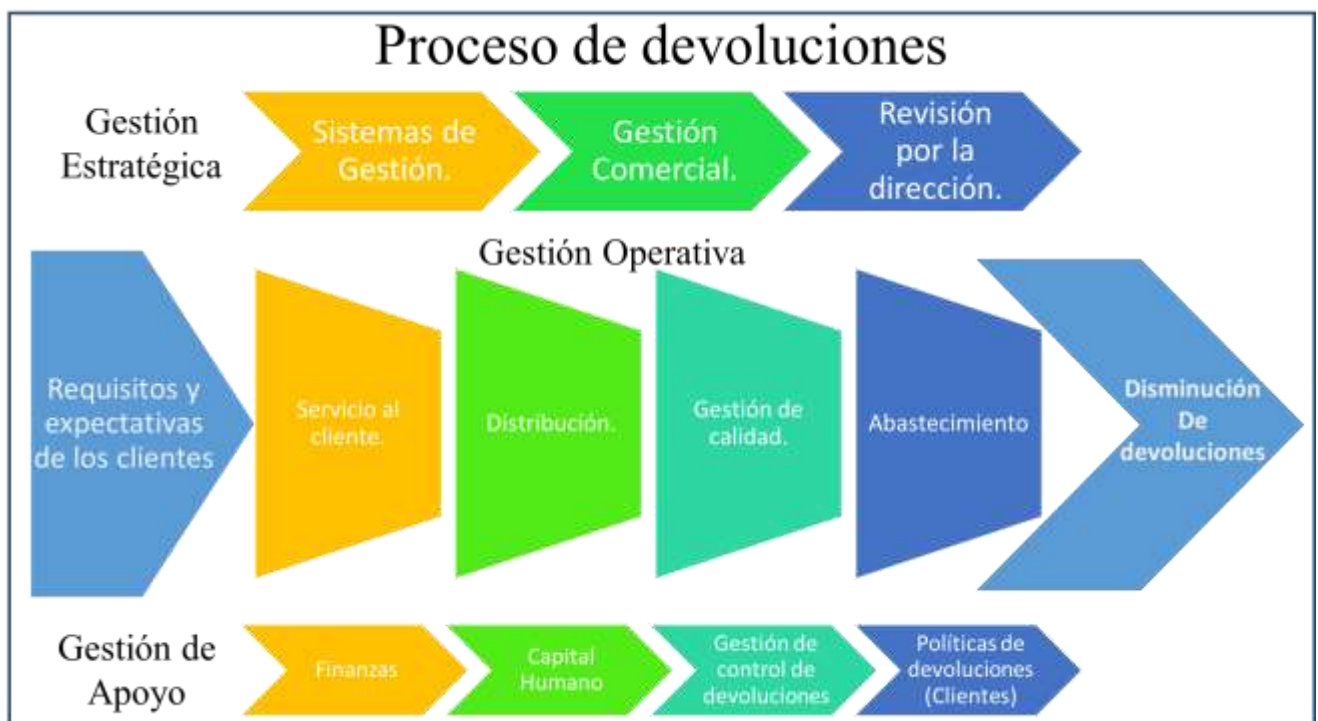 Proceso de devoluciones
Gestión
Estratégica
Sistemas de
Gestión.
Gestión
Comercial.
Revisión
por la
dirección.
Gestión Operativa
Requisitos y
expectativas
de los clientes
Servicio al
cliente.
Distribución.
Gestión de
calidad.
Abastecimiento
Disminución
De
devoluciones
Gestión de
Apoyo
Finanzas
Capital
Humano
Gestión de
control de
devoluciones
Políticas de
devoluciones
(Clientes)